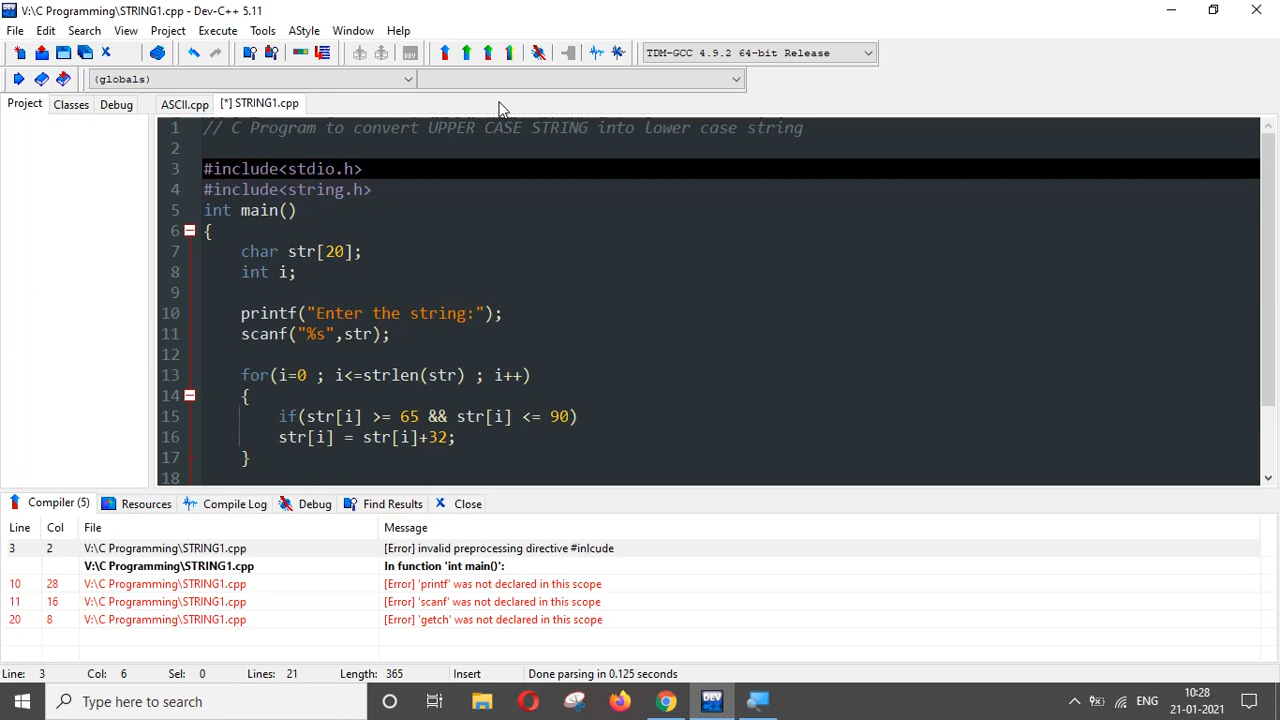 V:\C Programming\STRING1.cpp - Dev-C++ 5.11
File Edit Search View Project Execute Tools AStyle Window Help
TDM-GCC 4.9.2 64-bit Release
(globals)
Project Classes Debug ASCII.cpp [*] STRING1.cpp
1 // C Program to convert UPPER CASE STRING into lower case string
2
3 #include<stdio.h>
4 #include<string.h>
5 int main()
6 {
7 char str[20];
8 int i;
9
10 printf("Enter the string:");
11 scanf("%s",str);
12
13 for(i=0 ; i<=strlen(str) ; i++)
14 {
15 if(str[i] >= 65 && str[i] <= 90)
16 str[i] = str[i]+32;
17 }
18
Compiler (5) Resources Compile Log Debug Find Results Close
Line Col File Message
3 2 V:\C Programming\STRING1.cpp [Error] invalid preprocessing directive #inlcude
V:\C Programming\STRING1.cpp In function 'int main()':
10 28 V:\C Programming\STRING1.cpp [Error] 'printf' was not declared in this scope
11 16 V:\C Programming\STRING1.cpp [Error] 'scanf' was not declared in this scope
20 8 V:\C Programming\STRING1.cpp [Error] 'getch' was not declared in this scope
Line: 3 Col: 6 Sel: 0 Lines: 21 Length: 365 Insert Done parsing in 0.125 seconds
Type here to search DEV ENG 10:28
21-01-2021